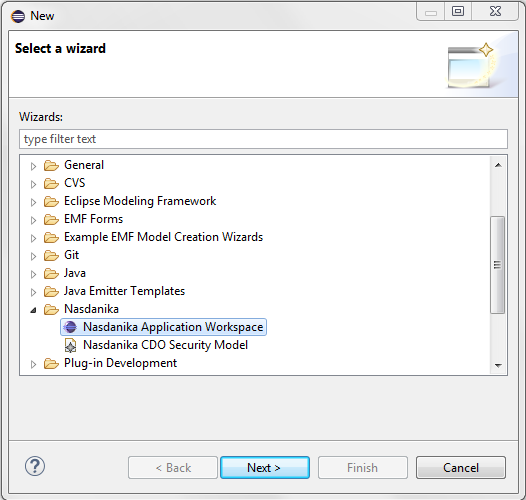 New
Select a wizard
Wizards:
type filter text
General
CVS
Eclipse Modeling Framework
EMF Forms
Example EMF Model Creation Wizards
Git
Java
Java Emitter Templates
Nasdanika
Nasdanika Application Workspace
Nasdanika CDO Security Model
Plug-in Development
?
< Back
Next >
Finish
Cancel